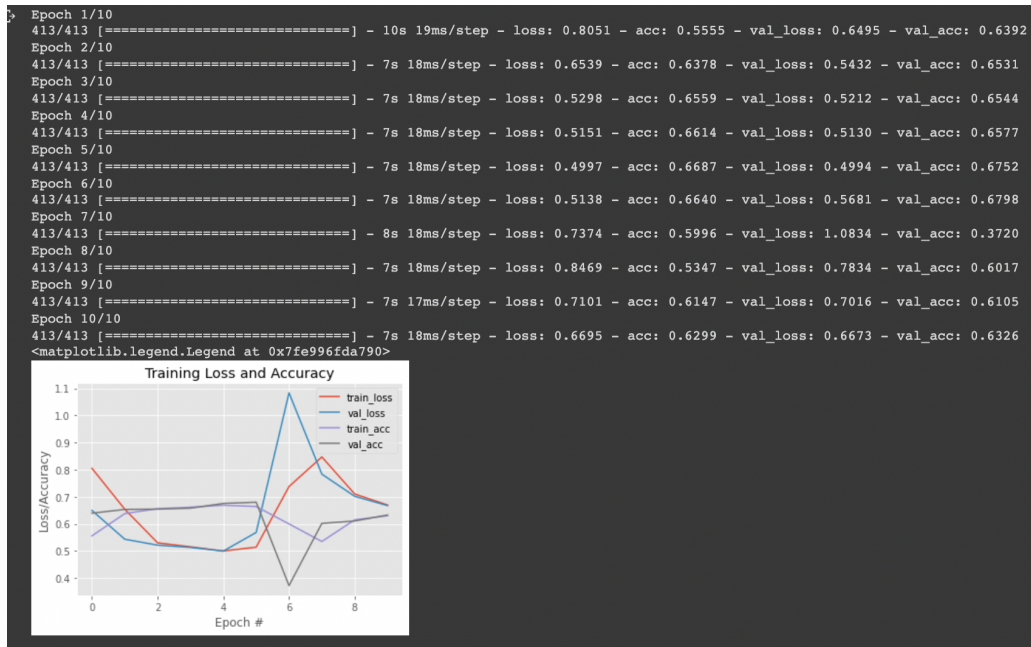 Epoch 1/10
413/413 [==============================] - 10s 19ms/step - loss: 0.8051 - acc: 0.5555 - val_loss: 0.6495 - val_acc: 0.6392
Epoch 2/10
413/413 [==============================] - 7s 18ms/step - loss: 0.6539 - acc: 0.6378 - val_loss: 0.5432 - val_acc: 0.6531
Epoch 3/10
413/413 [==============================] - 7s 18ms/step - loss: 0.5298 - acc: 0.6559 - val_loss: 0.5212 - val_acc: 0.6544
Epoch 4/10
413/413 [==============================] - 7s 18ms/step - loss: 0.5151 - acc: 0.6614 - val_loss: 0.5130 - val_acc: 0.6577
Epoch 5/10
413/413 [==============================] - 7s 18ms/step - loss: 0.4997 - acc: 0.6687 - val_loss: 0.4994 - val_acc: 0.6752
Epoch 6/10
413/413 [==============================] - 7s 18ms/step - loss: 0.5138 - acc: 0.6640 - val_loss: 0.5681 - val_acc: 0.6798
Epoch 7/10
413/413 [==============================] - 8s 18ms/step - loss: 0.7374 - acc: 0.5996 - val_loss: 1.0834 - val_acc: 0.3720
Epoch 8/10
413/413 [==============================] - 7s 18ms/step - loss: 0.8469 - acc: 0.5347 - val_loss: 0.7834 - val_acc: 0.6017
Epoch 9/10
413/413 [==============================] - 7s 17ms/step - loss: 0.7101 - acc: 0.6147 - val_loss: 0.7016 - val_acc: 0.6105
Epoch 10/10
413/413 [==============================] - 7s 18ms/step - loss: 0.6695 - acc: 0.6299 - val_loss: 0.6673 - val_acc: 0.6326
<matplotlib.legend.Legend at 0x7fe996fda790>
Training Loss and Accuracy
train_loss
val_loss
train_acc
val_acc
Loss/Accuracy
1.1
1.0
0.9
0.8
0.7
0.6
0.5
0.4
0 2 4 6 8
Epoch #